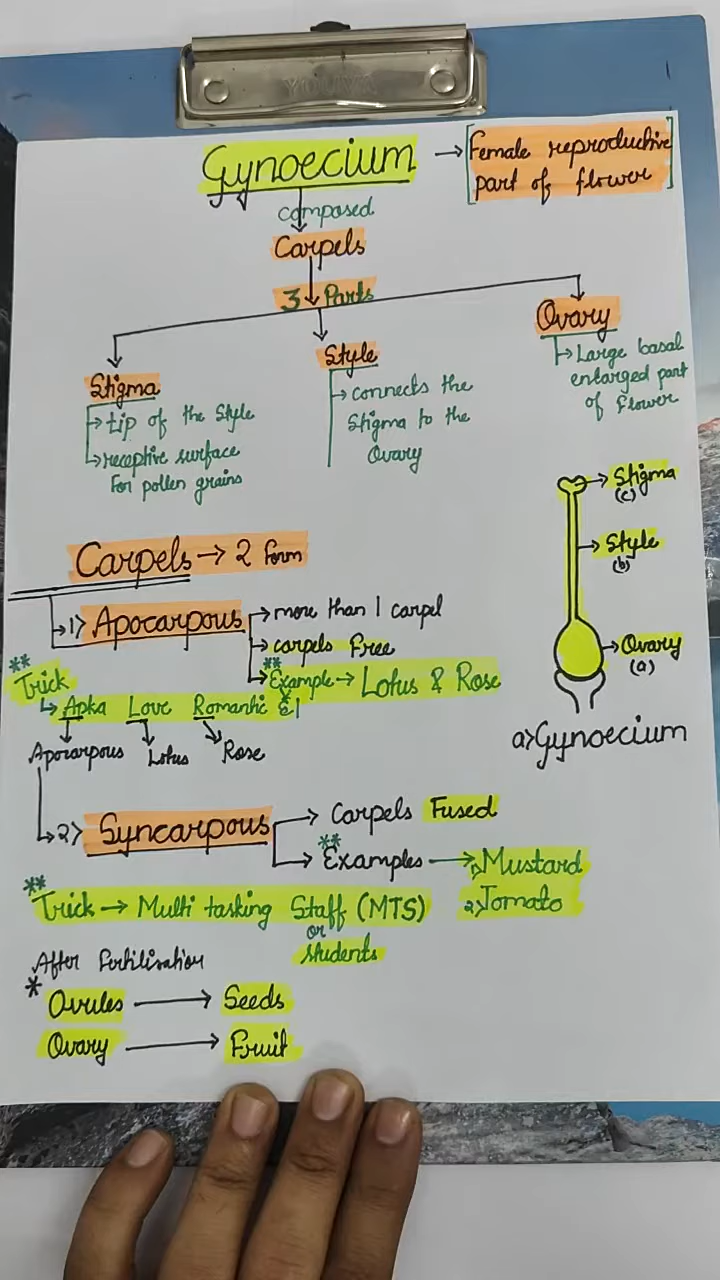 YOUVA
Gynoecium → [Female reproductive
part of flower]
composed
Carpels
3 Parts
Stigma
→ tip of the Style
→ receptive surface
For pollen grains
Style
→ connects the
Stigma to the
Ovary
Ovary
→ Large basal
enlarged part
of Flower
→ Stigma
(c)
→ Style
(b)
→ Ovary
(a)
a> Gynoecium
Carpels → 2 Form
→ 1> Apocarpous
→ more than 1 carpel
→ carpels Free
** Example → Lotus & Rose
** Trick
↳ Apka Love Romantic
Apocarpous Lotus Rose
→ 2> Syncarpous
→ Carpels Fused
** Examples → 1> Mustard
2> Tomato
** Trick → Multi tasking Staff (MTS)
or
students
After Fertilisation
* Ovules → Seeds
Ovary → Fruit